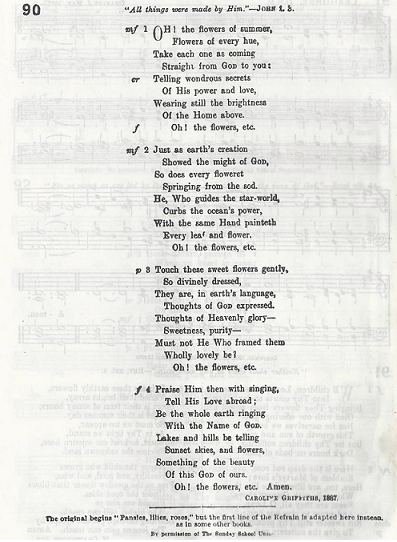 90
"All things were made by Him."—JOHN i. 3.
mf 1 OH! the flowers of summer,
Flowers of every hue,
Take each one as coming
Straight from GOD to you:
cr Telling wondrous secrets
Of His power and love,
Wearing still the brightness
Of the Home above.
f Oh! the flowers, etc.
mf 2 Just as earth's creation
Showed the might of GOD,
So does every floweret
Springing from the sod.
He, Who guides the star-world,
Curbs the ocean's power,
With the same Hand painteth
Every leaf and flower.
Oh! the flowers, etc.
p 3 Touch these sweet flowers gently,
So divinely dressed,
They are, in earth's language,
Thoughts of GOD expressed.
Thoughts of Heavenly glory—
Sweetness, purity—
Must not He Who framed them
Wholly lovely be?
Oh! the flowers, etc.
f 4 Praise Him then with singing,
Tell His Love abroad;
Be the whole earth ringing
With the Name of GOD.
Lakes and hills be telling
Sunset skies, and flowers,
Something of the beauty
Of this GOD of ours.
Oh! the flowers, etc. Amen.
CAROLINE GRIFFITHS, 1887.
The original begins "Pansies, lilies, roses," but the first line of the Refrain is adapted here instead,
as in some other books.
By permission of The Sunday School